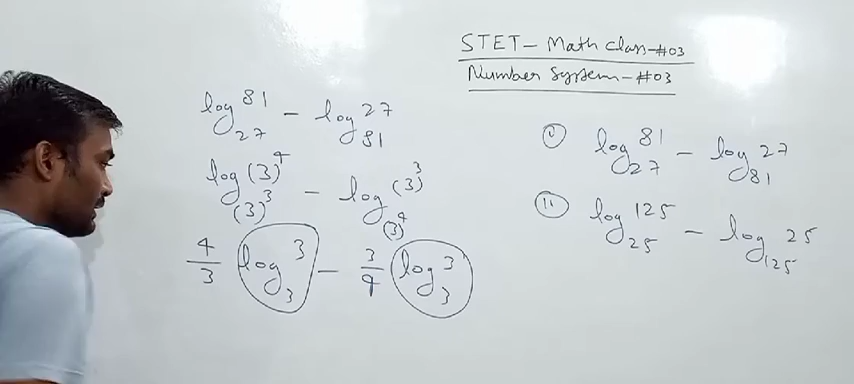 STET - Math class - #03
Number System - #03
log₂₇ 81 - log₈₁ 27
log₍₃₎³ (3)⁴ - log₍₃₎⁴ (3)³
4/3 log₃ 3 - 3/4 log₃ 3
(i) log₂₇ 81 - log₈₁ 27
(ii) log₂₅ 125 - log₁₂₅ 25